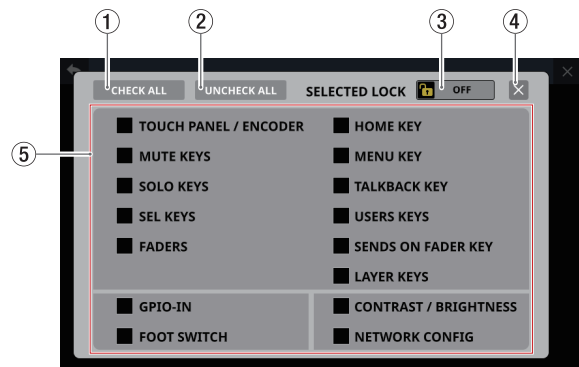 ① ② ③ ④
CHECK ALL UNCHECK ALL SELECTED LOCK OFF
⑤
TOUCH PANEL / ENCODER HOME KEY
MUTE KEYS MENU KEY
SOLO KEYS TALKBACK KEY
SEL KEYS USERS KEYS
FADERS SENDS ON FADER KEY
LAYER KEYS
GPIO-IN CONTRAST / BRIGHTNESS
FOOT SWITCH NETWORK CONFIG